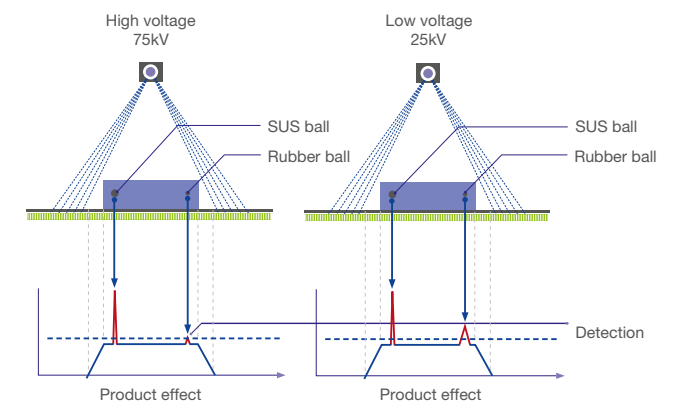 High voltage
75kV
Low voltage
25kV
SUS ball
Rubber ball
SUS ball
Rubber ball
Detection
Product effect
Product effect